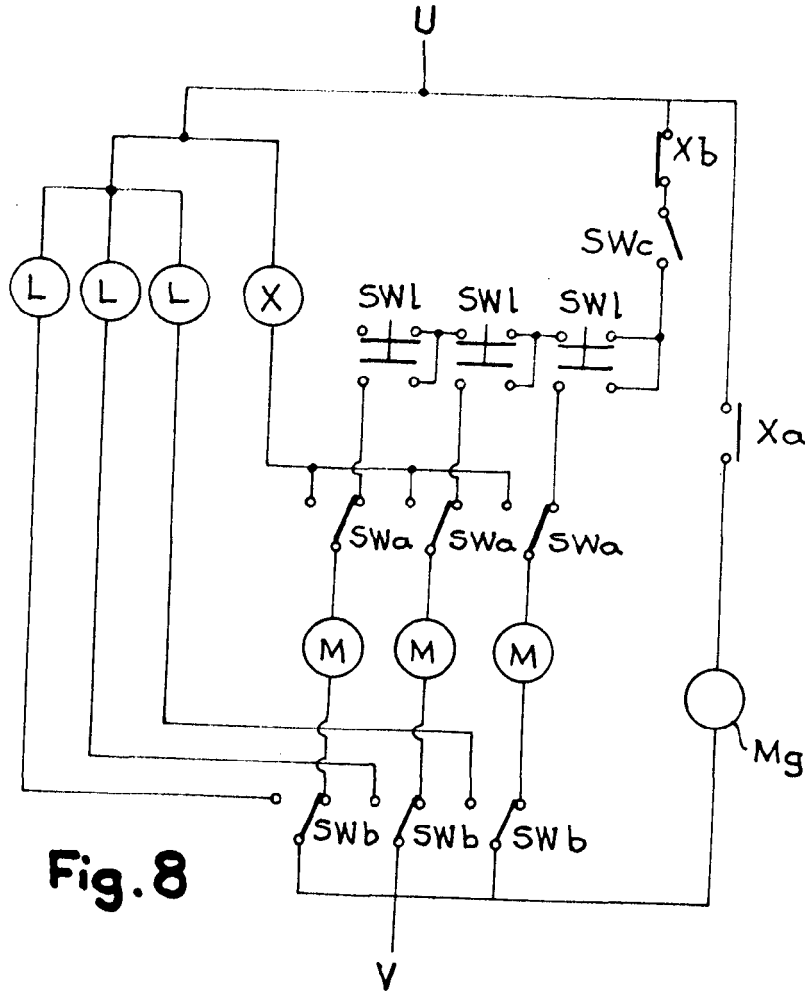 U
Xb
SWc
L L L X
SWl SWl SWl
Xa
SWa SWa SWa
M M M
Mg
SWb SWb SWb
Fig. 8
V